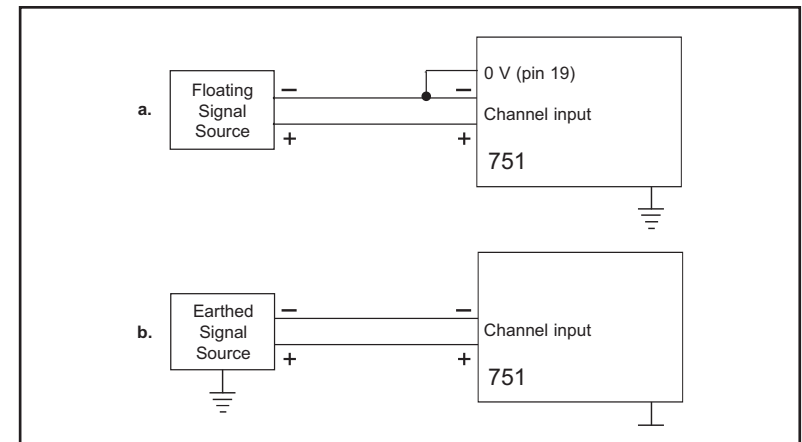 a.
Floating
Signal
Source
−
+
−
+
0 V (pin 19)
Channel input
751
b.
Earthed
Signal
Source
−
+
−
+
Channel input
751